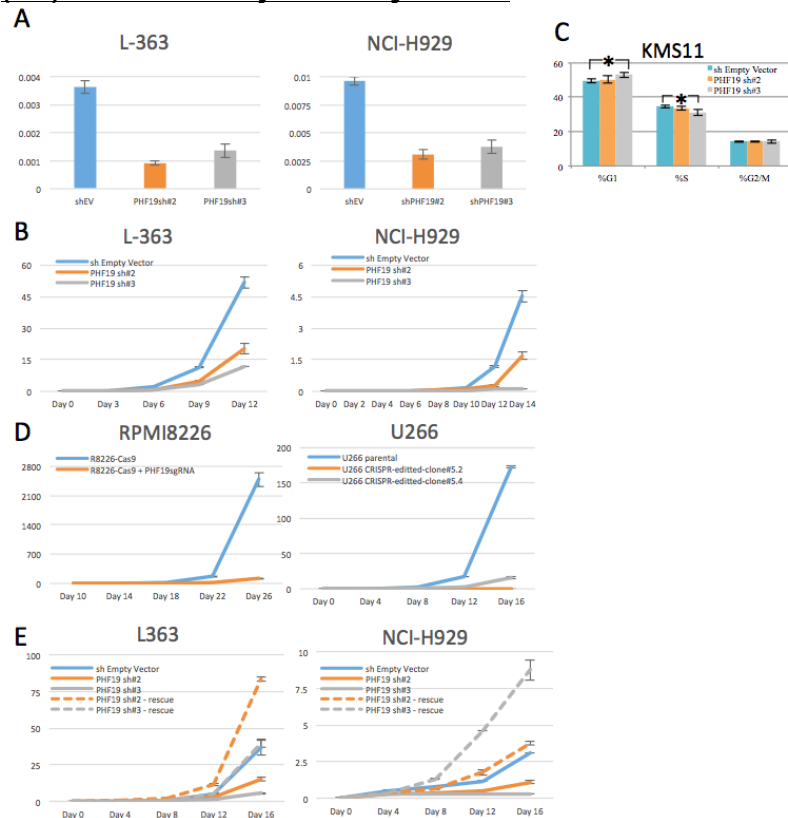 A
L-363
NCI-H929
C
KMS11
0.004
0.003
0.002
0.001
0
shEV
PHF19sh#2
PHF19sh#3
0.01
0.0075
0.005
0.0025
0
shEV
shPHF19#2
shPHF19#3
60
40
20
0
*
*
sh Empty Vector
PHF19 sh#2
PHF19 sh#3
%G1
%S
%G2/M
B
L-363
NCI-H929
sh Empty Vector
PHF19 sh#2
PHF19 sh#3
60
45
30
15
0
Day 0 Day 3 Day 6 Day 9 Day 12
sh Empty Vector
PHF19 sh#2
PHF19 sh#3
6
4.5
3
1.5
0
Day 0 Day 2 Day 4 Day 6 Day 8 Day 10 Day 12 Day 14
D
RPMI8226
U266
R8226-Cas9
R8226-Cas9 + PHF19sgRNA
2800
2100
1400
700
0
Day 10 Day 14 Day 18 Day 22 Day 26
U266 parental
U266 CRISPR-editted-clone#5.2
U266 CRISPR-editted-clone#5.4
200
150
100
50
0
Day 0 Day 4 Day 8 Day 12 Day 16
E
L363
NCI-H929
sh Empty Vector
PHF19 sh#2
PHF19 sh#3
PHF19 sh#2 - rescue
PHF19 sh#3 - rescue
100
75
50
25
0
Day 0 Day 4 Day 8 Day 12 Day 16
sh Empty Vector
PHF19 sh#2
PHF19 sh#3
PHF19 sh#2 - rescue
PHF19 sh#3 - rescue
10
7.5
5
2.5
0
Day 0 Day 4 Day 8 Day 12 Day 16